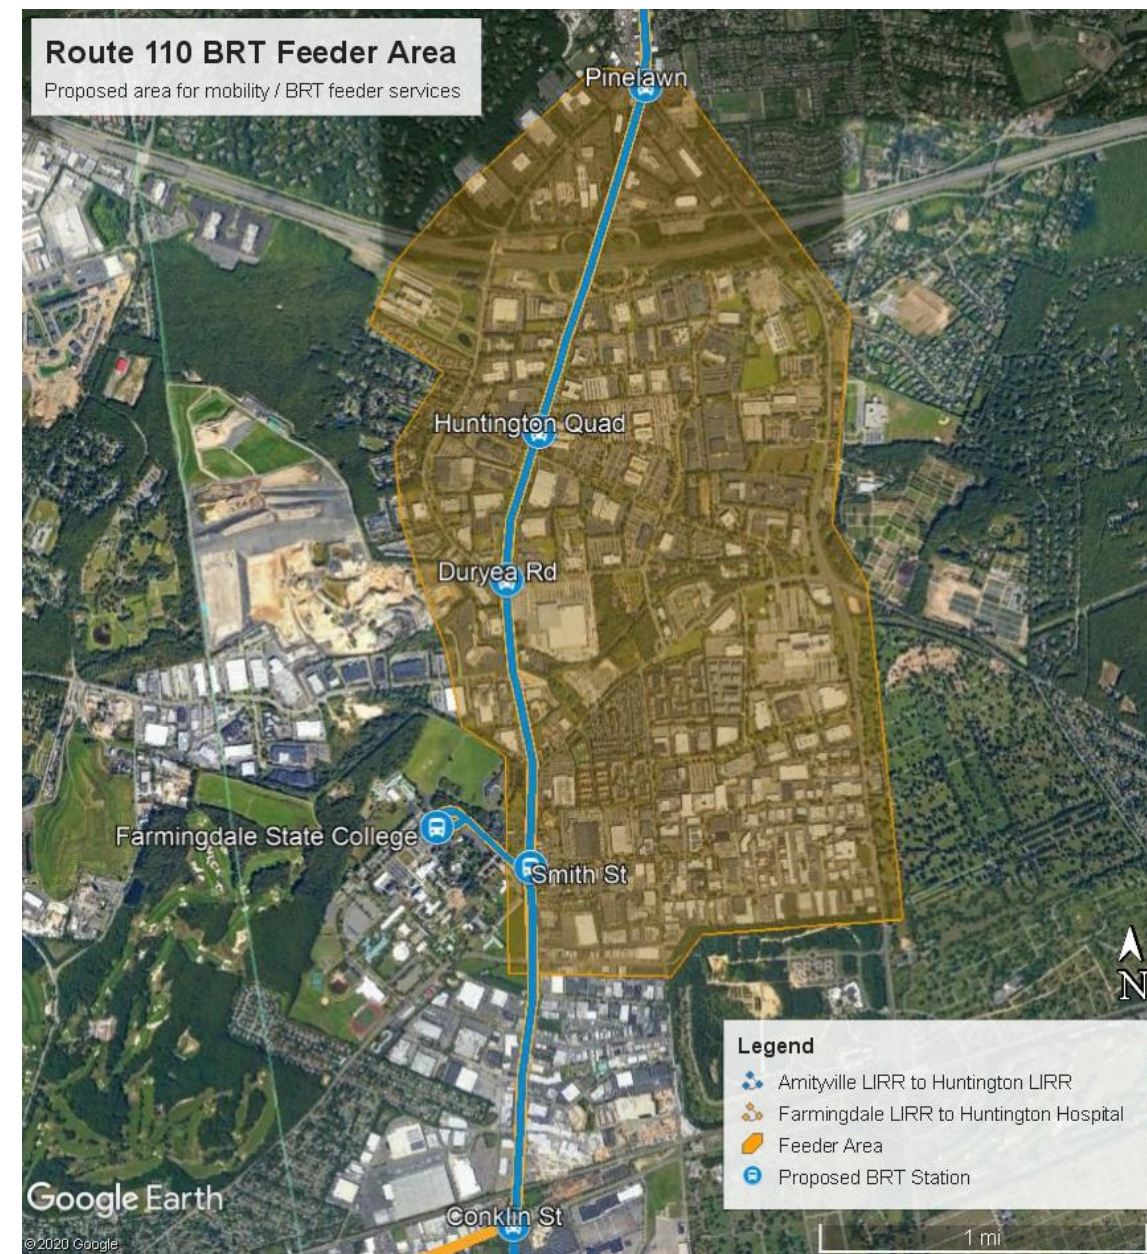 Route 110 BRT Feeder Area
Proposed area for mobility / BRT feeder services
Pinelawn
Huntington Quad
Duryea Rd
Farmingdale State College
Smith St
N
Legend
Amityville LIRR to Huntington LIRR
Farmingdale LIRR to Huntington Hospital
Feeder Area
Proposed BRT Station
Google Earth
Conklin St
©2020 Google
1 mi